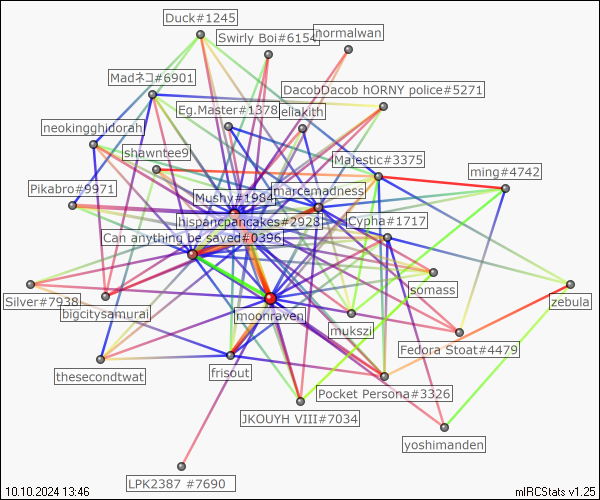 Duck#1245
normalwan
Swirly Boi#6154
Madネコ#6901
DacobDacob hORNY police#5271
Eg.Master#1378
eliakith
neokingghidorah
shawntee9
Majestic#3375
ming#4742
Pikabro#9971
Mushy#1984
marcemadness
hispanicpancakes#2928
Cypha#1717
Can anything be saved#0396
somass
Silver#7938
bigcitysamurai
moonraven
zebula
mukszi
Fedora Stoat#4479
thesecondtwat
frisout
Pocket Persona#3326
JKOUYH VIII#7034
yoshimanden
LPK2387 #7690
10.10.2024 13:46
mIRCStats v1.25